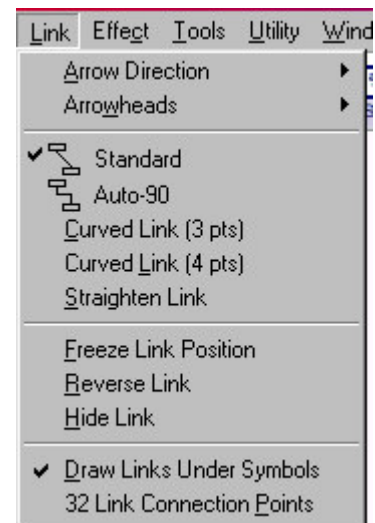 Link Effect Tools Utility Wind
Arrow Direction
Arrowheads
Standard
Auto-90
Curved Link (3 pts)
Curved Link (4 pts)
Straighten Link
Freeze Link Position
Reverse Link
Hide Link
Draw Links Under Symbols
32 Link Connection Points